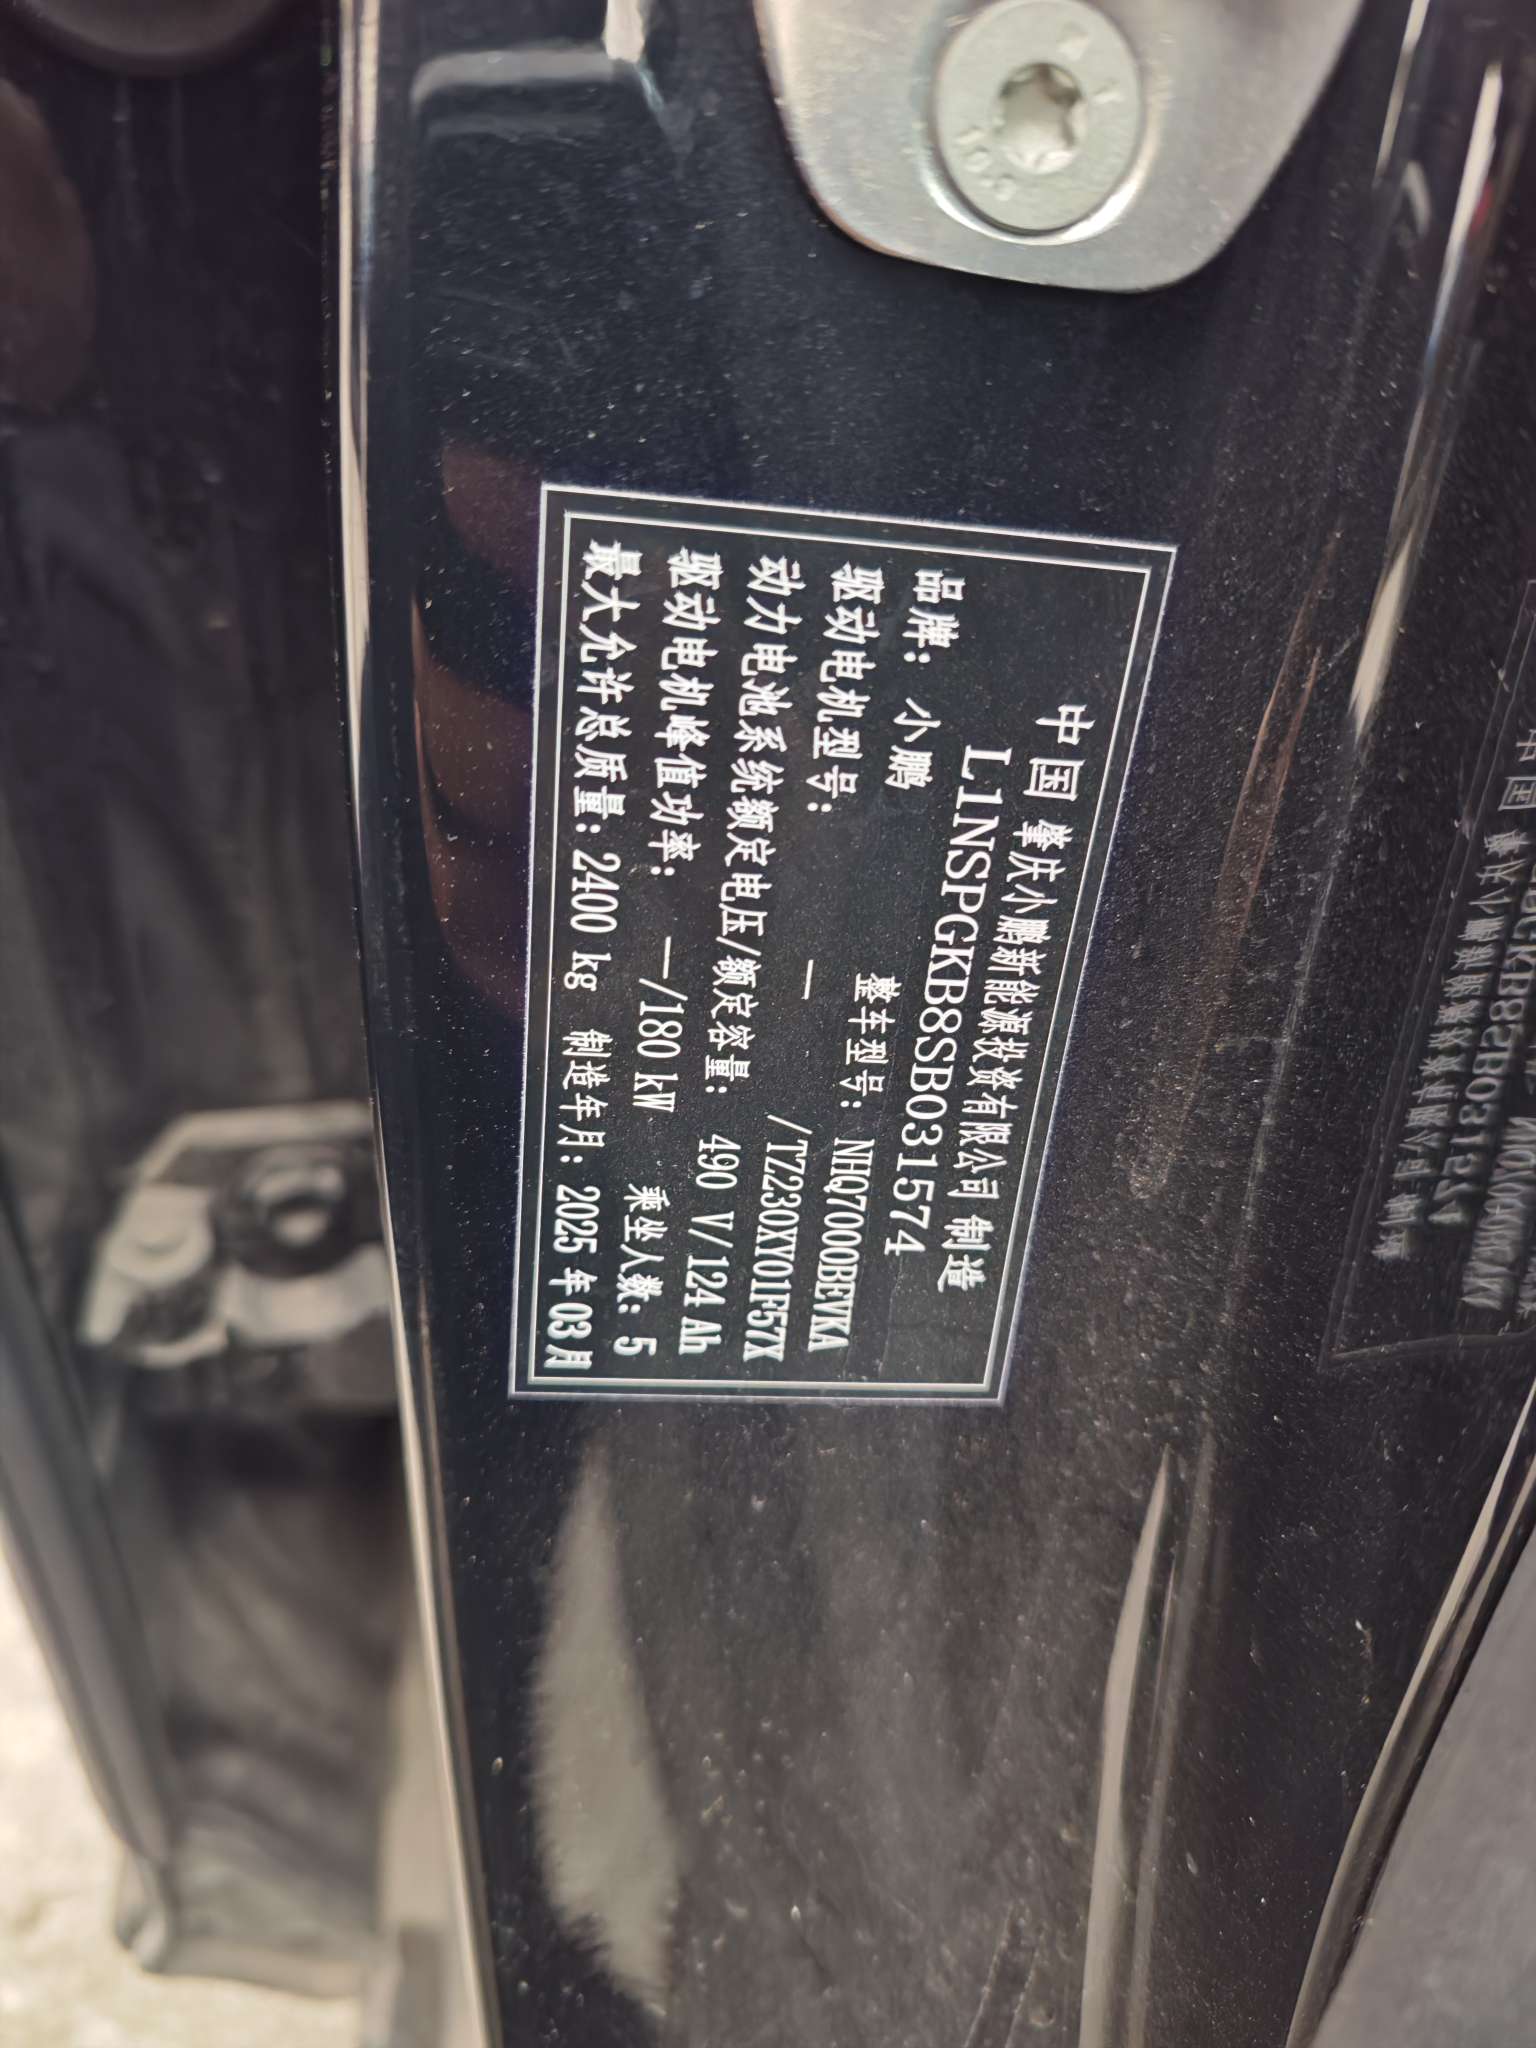 中国 肇庆小鹏新能源投资有限公司 制造
L1NSPGKB8SB031574
品牌: 小鹏 整车型号: NHQ7000BEVKA
驱动电机型号: — /TZ230XY01F57X
动力电池系统额定电压/额定容量: 490 V/124 Ah
驱动电机峰值功率: —/180 kW 乘坐人数: 5
最大允许总质量: 2400 kg 制造年月: 2025 年 03 月